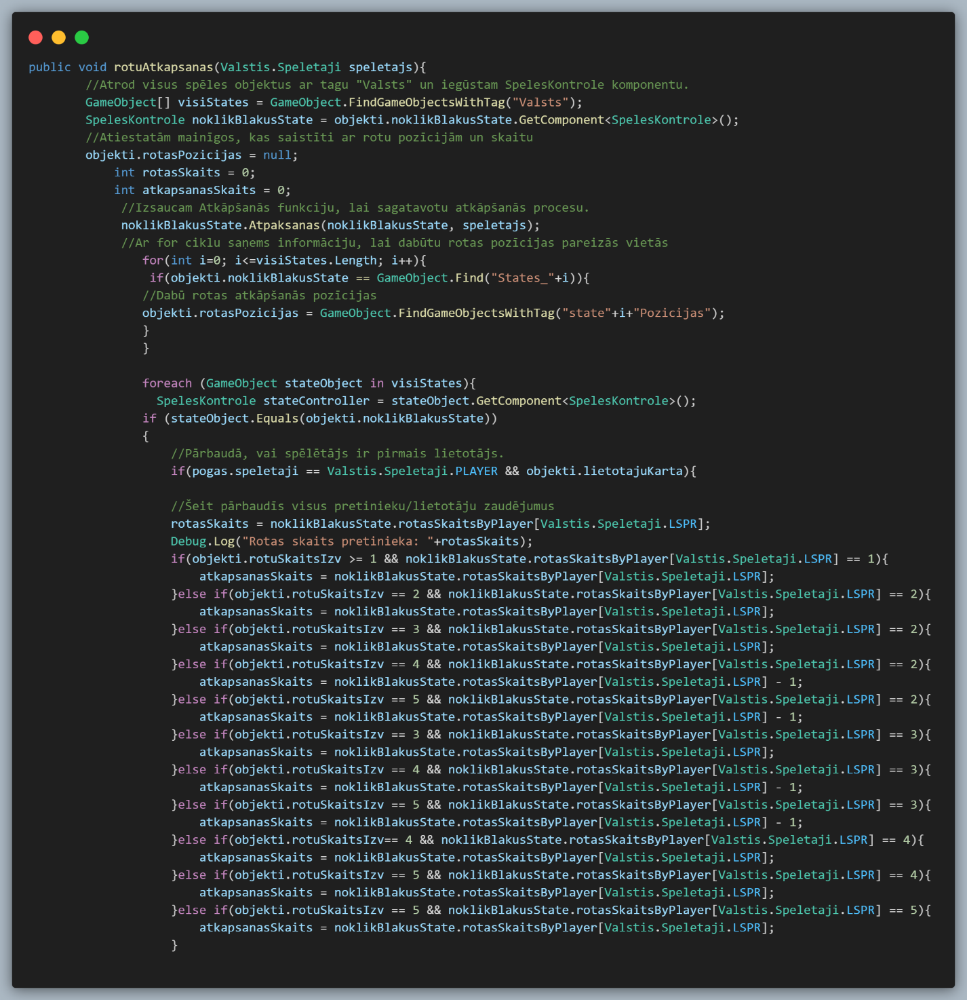 public void rotuAtkapsanas(Valstis.Speletaji speletajs){
//Atrod visus spēles objektus ar tagu "Valsts" un iegūstam SpelesKontrole komponentu.
GameObject[] visiStates = GameObject.FindGameObjectsWithTag("Valsts");
SpelesKontrole noklikBlakusState = objekti.noklikBlakusState.GetComponent<SpelesKontrole>();
//Atiestatām mainīgos, kas saistīti ar rotu pozīcijām un skaitu
objekti.rotasPozicijas = null;
int rotasSkaits = 0;
int atkapsanasSkaits = 0;
//Izsaucam Atkāpšanās funkciju, lai sagatavotu atkāpšanās procesu.
noklikBlakusState.Atpaksanas(noklikBlakusState, speletajs);
//Ar for ciklu saņems informāciju, lai dabūtu rotas pozīcijas pareizās vietās
for(int i=0; i<=visiStates.Length; i++){
if(objekti.noklikBlakusState == GameObject.Find("States_"+i)){
//Dabū rotas atkāpšanās pozīcijas
objekti.rotasPozicijas = GameObject.FindGameObjectsWithTag("state"+i+"Pozicijas");
}
}
foreach (GameObject stateObject in visiStates){
SpelesKontrole stateController = stateObject.GetComponent<SpelesKontrole>();
if (stateObject.Equals(objekti.noklikBlakusState))
{
//Pārbaudā, vai spēlētājs ir pirmais lietotājs.
if(pogas.speletaji == Valstis.Speletaji.PLAYER && objekti.lietotajuKarta){
//Šeit pārbaudīs visus pretinieku/lietotāju zaudējumus
rotasSkaits = noklikBlakusState.rotasSkaitsByPlayer[Valstis.Speletaji.LSPR];
Debug.Log("Rotas skaits pretinieka: "+rotasSkaits);
if(objekti.rotuSkaitsIzv >= 1 && noklikBlakusState.rotasSkaitsByPlayer[Valstis.Speletaji.LSPR] == 1){
atkapsanasSkaits = noklikBlakusState.rotasSkaitsByPlayer[Valstis.Speletaji.LSPR];
}else if(objekti.rotuSkaitsIzv == 2 && noklikBlakusState.rotasSkaitsByPlayer[Valstis.Speletaji.LSPR] == 2){
atkapsanasSkaits = noklikBlakusState.rotasSkaitsByPlayer[Valstis.Speletaji.LSPR];
}else if(objekti.rotuSkaitsIzv == 3 && noklikBlakusState.rotasSkaitsByPlayer[Valstis.Speletaji.LSPR] == 2){
atkapsanasSkaits = noklikBlakusState.rotasSkaitsByPlayer[Valstis.Speletaji.LSPR];
}else if(objekti.rotuSkaitsIzv == 4 && noklikBlakusState.rotasSkaitsByPlayer[Valstis.Speletaji.LSPR] == 2){
atkapsanasSkaits = noklikBlakusState.rotasSkaitsByPlayer[Valstis.Speletaji.LSPR] - 1;
}else if(objekti.rotuSkaitsIzv == 5 && noklikBlakusState.rotasSkaitsByPlayer[Valstis.Speletaji.LSPR] == 2){
atkapsanasSkaits = noklikBlakusState.rotasSkaitsByPlayer[Valstis.Speletaji.LSPR] - 1;
}else if(objekti.rotuSkaitsIzv == 3 && noklikBlakusState.rotasSkaitsByPlayer[Valstis.Speletaji.LSPR] == 3){
atkapsanasSkaits = noklikBlakusState.rotasSkaitsByPlayer[Valstis.Speletaji.LSPR];
}else if(objekti.rotuSkaitsIzv == 4 && noklikBlakusState.rotasSkaitsByPlayer[Valstis.Speletaji.LSPR] == 3){
atkapsanasSkaits = noklikBlakusState.rotasSkaitsByPlayer[Valstis.Speletaji.LSPR] - 1;
}else if(objekti.rotuSkaitsIzv == 5 && noklikBlakusState.rotasSkaitsByPlayer[Valstis.Speletaji.LSPR] == 3){
atkapsanasSkaits = noklikBlakusState.rotasSkaitsByPlayer[Valstis.Speletaji.LSPR] - 1;
}else if(objekti.rotuSkaitsIzv== 4 && noklikBlakusState.rotasSkaitsByPlayer[Valstis.Speletaji.LSPR] == 4){
atkapsanasSkaits = noklikBlakusState.rotasSkaitsByPlayer[Valstis.Speletaji.LSPR];
}else if(objekti.rotuSkaitsIzv == 5 && noklikBlakusState.rotasSkaitsByPlayer[Valstis.Speletaji.LSPR] == 4){
atkapsanasSkaits = noklikBlakusState.rotasSkaitsByPlayer[Valstis.Speletaji.LSPR];
}else if(objekti.rotuSkaitsIzv == 5 && noklikBlakusState.rotasSkaitsByPlayer[Valstis.Speletaji.LSPR] == 5){
atkapsanasSkaits = noklikBlakusState.rotasSkaitsByPlayer[Valstis.Speletaji.LSPR];
}